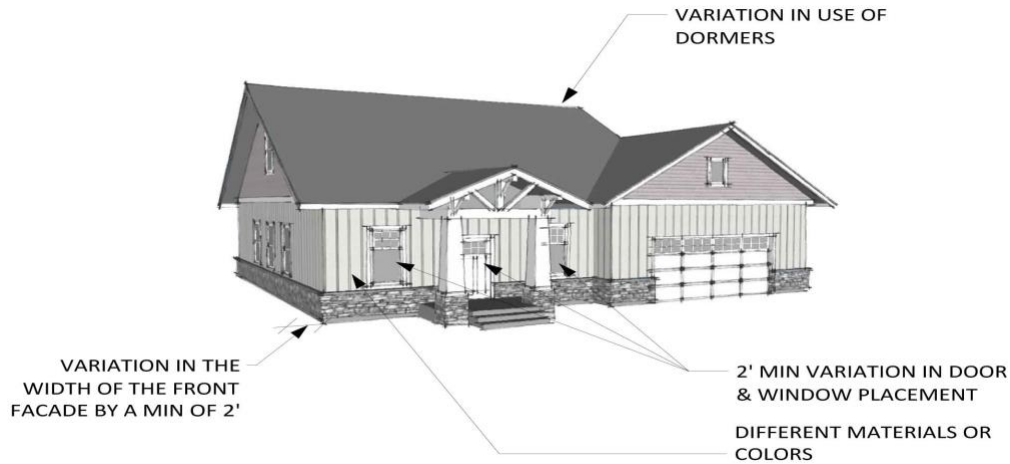 VARIATION IN USE OF
DORMERS
VARIATION IN THE
WIDTH OF THE FRONT
FACADE BY A MIN OF 2'
2' MIN VARIATION IN DOOR
& WINDOW PLACEMENT
DIFFERENT MATERIALS OR
COLORS